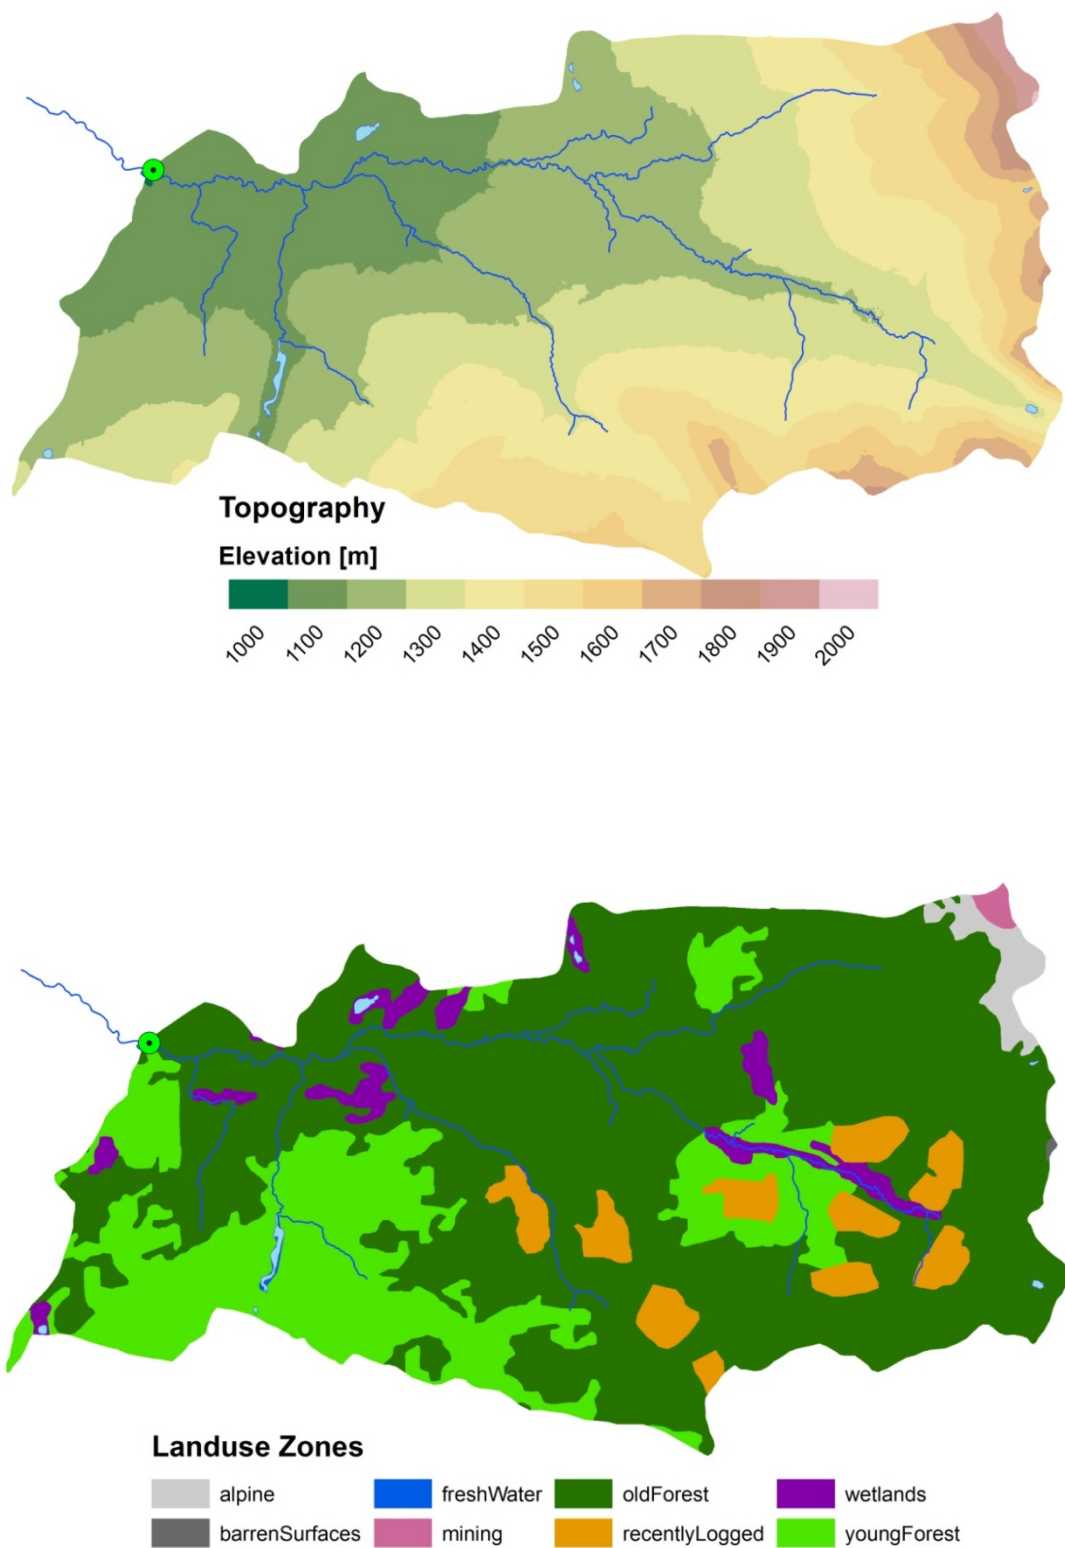 Topography
Elevation [m]
1000 1100 1200 1300 1400 1500 1600 1700 1800 1900 2000
Landuse Zones
alpine freshWater oldForest wetlands
barrenSurfaces mining recentlyLogged youngForest